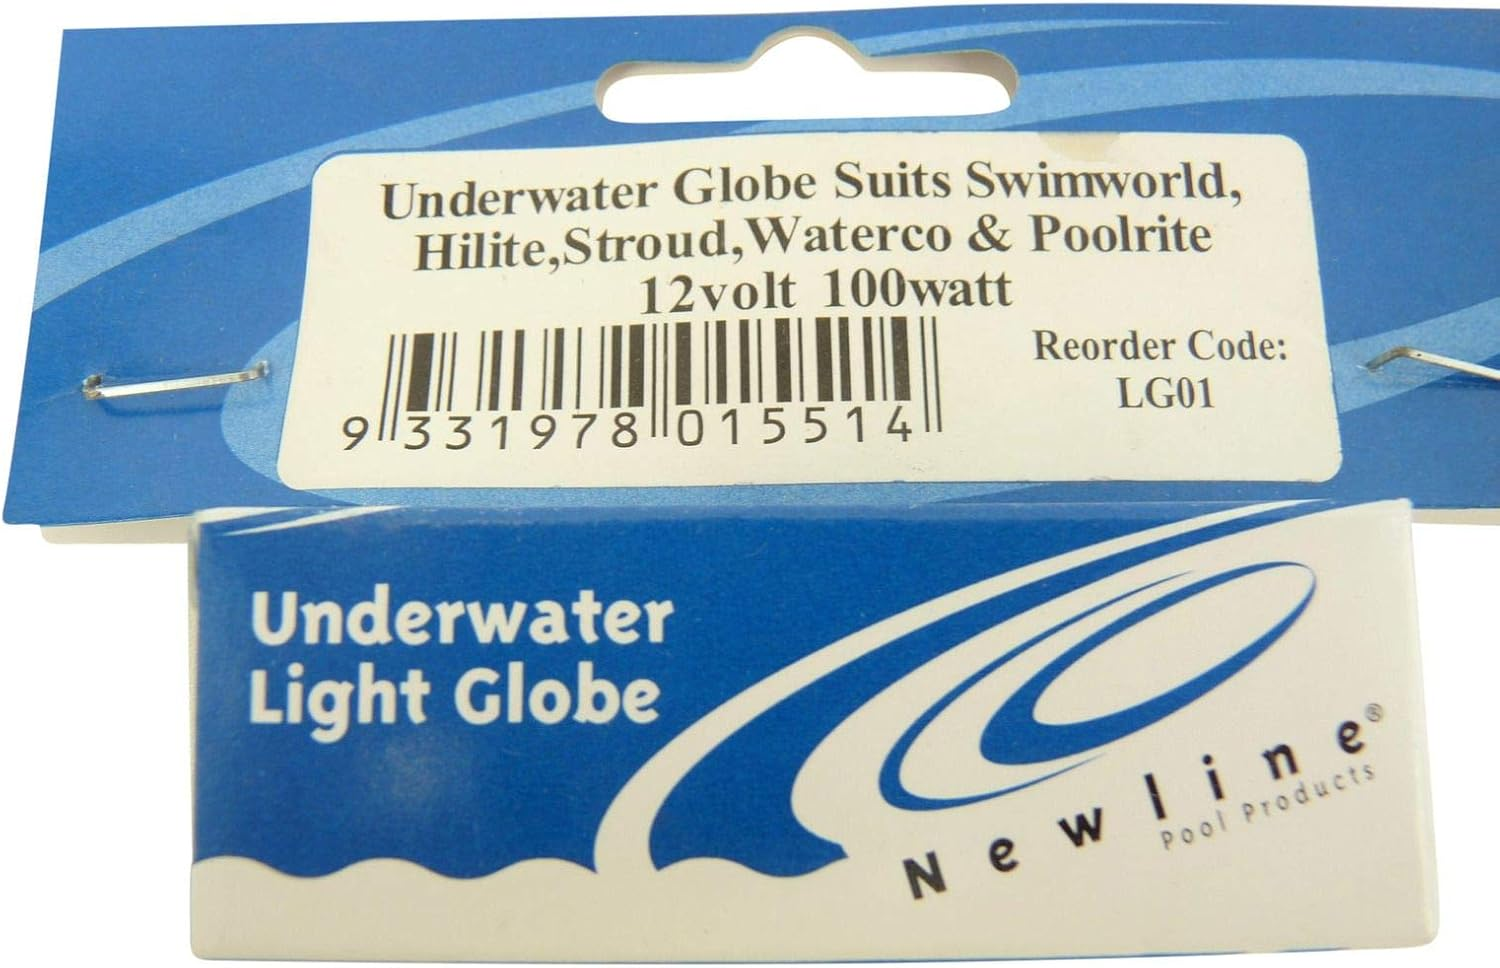 Underwater Globe Suits Swimworld,
Hilite,Stroud,Waterco & Poolrite
12volt 100watt
Reorder Code:
LG01
9 331978 015514
Underwater
Light Globe
Newline®
Pool Products